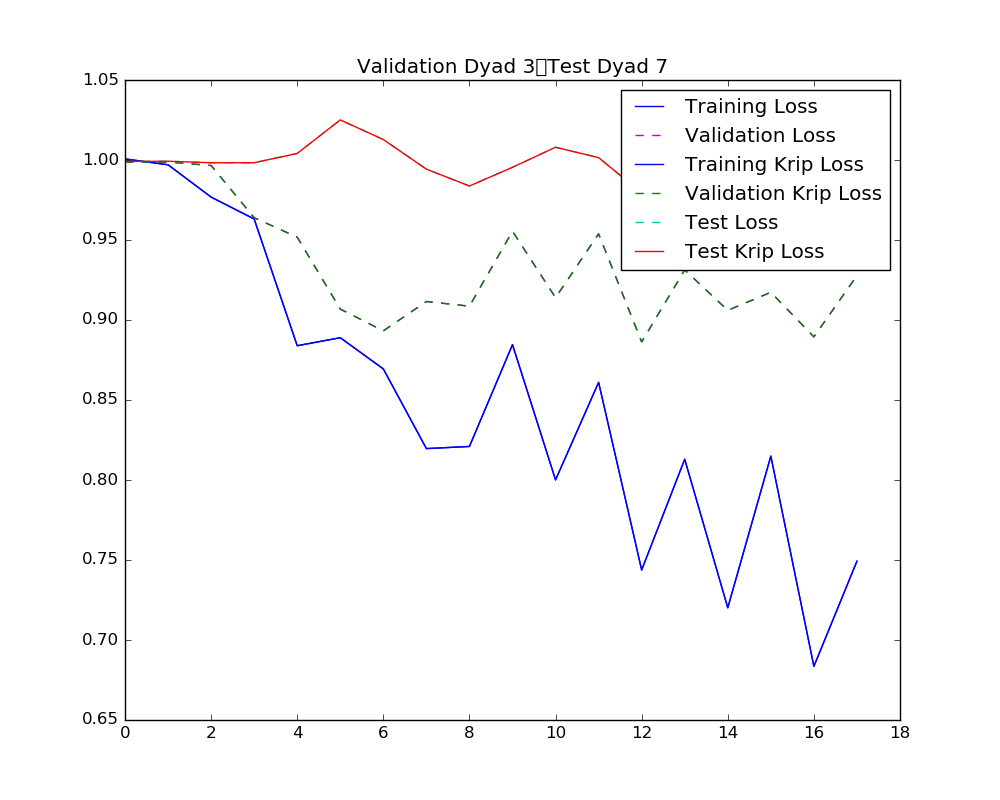 Validation Dyad 3▯Test Dyad 7
1.05
1.00
0.95
0.90
0.85
0.80
0.75
0.70
0.65
Training Loss
Validation Loss
Training Krip Loss
Validation Krip Loss
Test Loss
Test Krip Loss
0 2 4 6 8 10 12 14 16 18